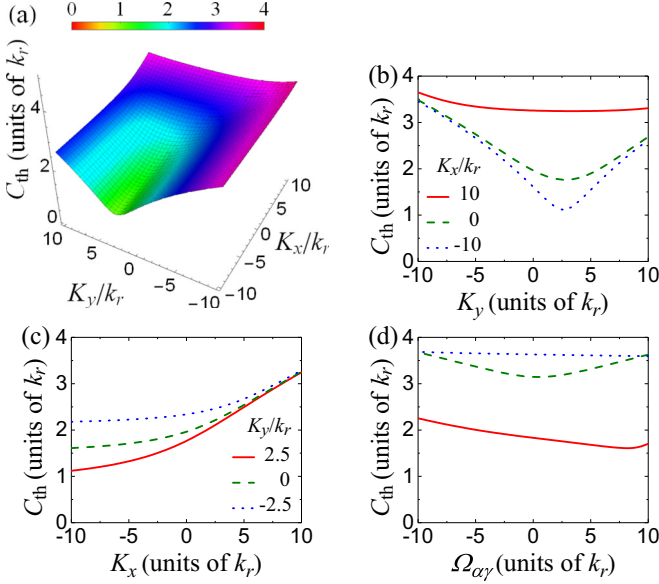 (a)
0 1 2 3 4
C_th (units of k_r)
4
2
0
10
5
0
-5
-10
K_y/k_r
10
5
0
-5
-10
K_x/k_r
(b)
C_th (units of k_r)
4
3
2
1
0
K_x/k_r
10
0
-10
-10 -5 0 5 10
K_y (units of k_r)
(c)
C_th (units of k_r)
4
3
2
1
0
K_y/k_r
2.5
0
-2.5
-10 -5 0 5 10
K_x (units of k_r)
(d)
C_th (units of k_r)
4
3
2
1
0
-10 -5 0 5 10
Ω_αγ (units of k_r)